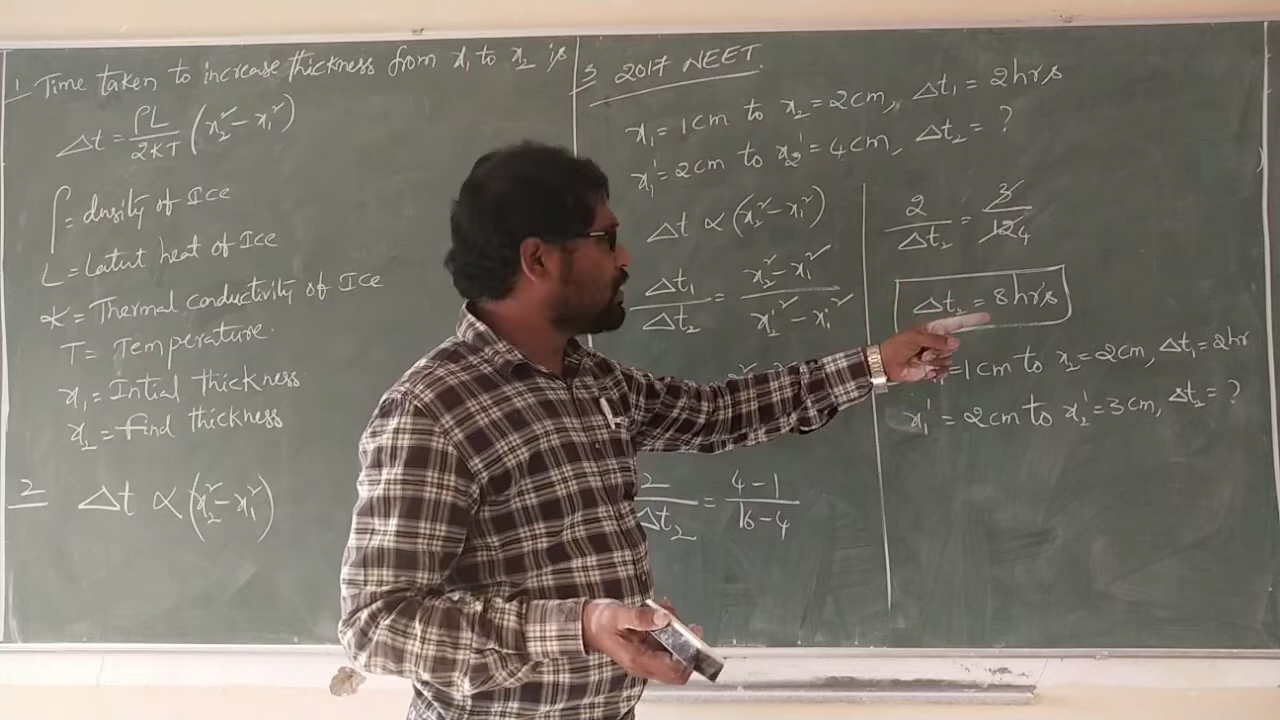 1 Time taken to increase thickness from x₁ to x₂ is
Δt = ρL/2KT (x₂² - x₁²)
ρ = density of Ice
L = Latent heat of Ice
K = Thermal conductivity of Ice
T = Temperature.
x₁ = Intial thickness
x₂ = find thickness
2 Δt ∝ (x₂² - x₁²)
3 2017 NEET.
x₁ = 1cm to x₂ = 2cm, Δt₁ = 2hrs
x₁' = 2cm to x₂' = 4cm, Δt₂ = ?
Δt ∝ (x₂² - x₁²)
Δt₁/Δt₂ = x₂² - x₁²/x₂'² - x₁'²
2/Δt₂ = 4-1/16-4
2/Δt₂ = 3/12 4
Δt₂ = 8hrs
=1cm to x₂=2cm, Δt₁=2hr
x₁' = 2cm to x₂'=3cm, Δt₂ = ?